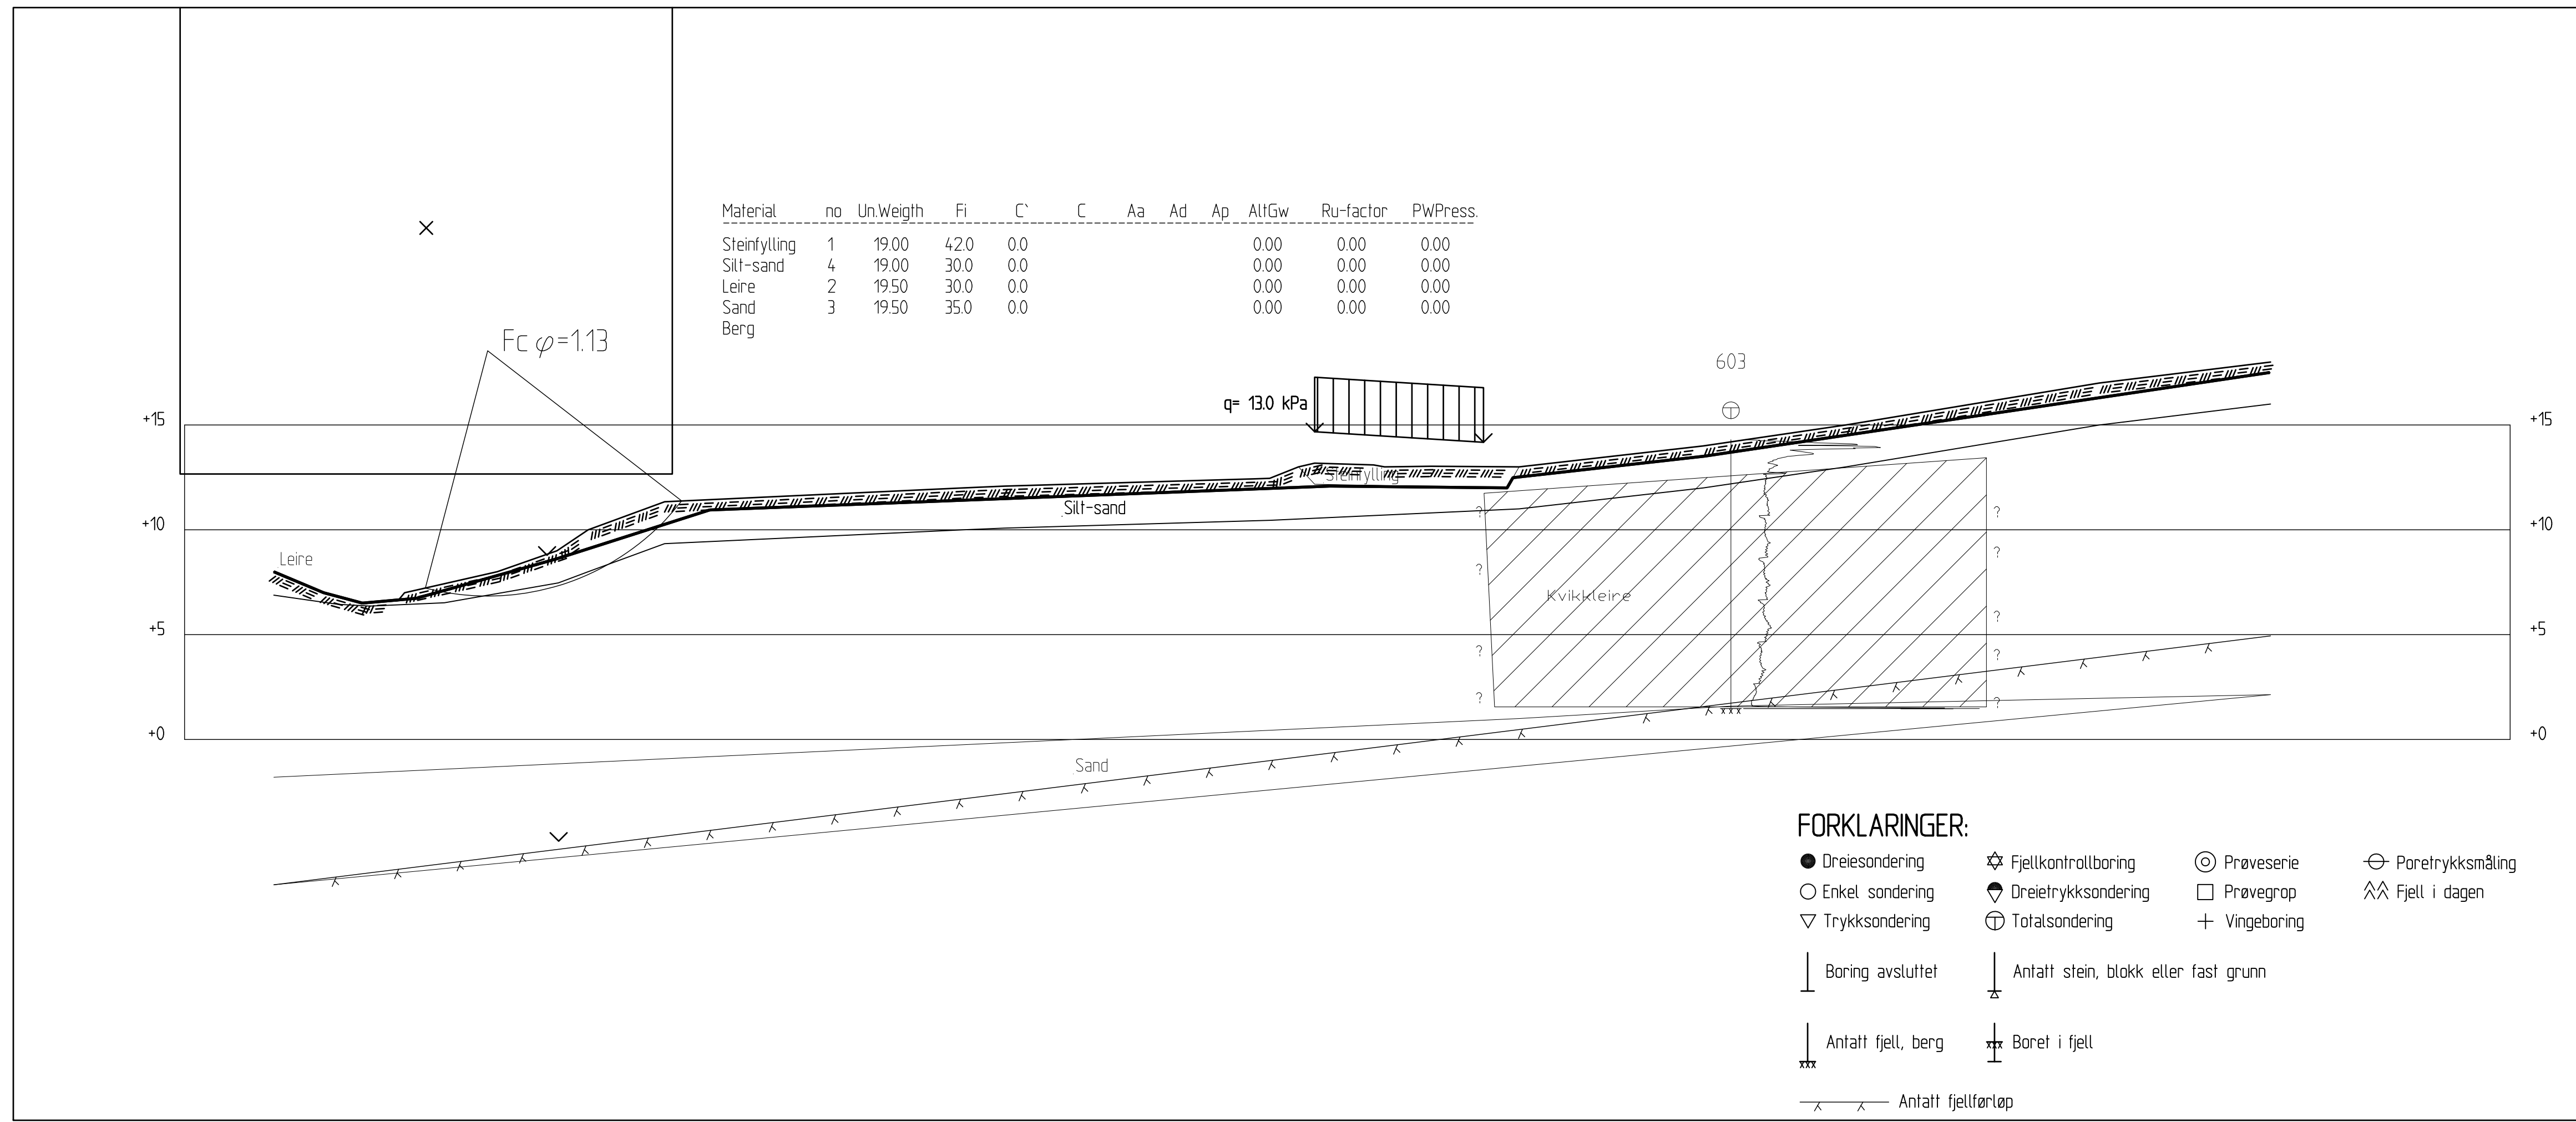 Material no Un.Weigth Fi C` C Aa Ad Ap AltGw Ru-factor PWPress.
Steinfylling 1 19.00 42.0 0.0 0.00 0.00 0.00
Silt-sand 4 19.00 30.0 0.0 0.00 0.00 0.00
Leire 2 19.50 30.0 0.0 0.00 0.00 0.00
Sand 3 19.50 35.0 0.0 0.00 0.00 0.00
Berg
Fc φ=1.13
603
q= 13.0 kPa
+15 +15
Steinfylling
Silt-sand
? ?
+10 +10
Leire
? ?
Kvikkleire
?
+5 +5
? ?
? ?
+0 +0
Sand
FORKLARINGER:
Dreiesondering Fjellkontrollboring Prøveserie Poretrykksmåling
Enkel sondering Dreietrykksondering Prøvegrop Fjell i dagen
Trykksondering Totalsondering Vingeboring
Boring avsluttet Antatt stein, blokk eller fast grunn
Antatt fjell, berg Boret i fjell
Antatt fjellførløp